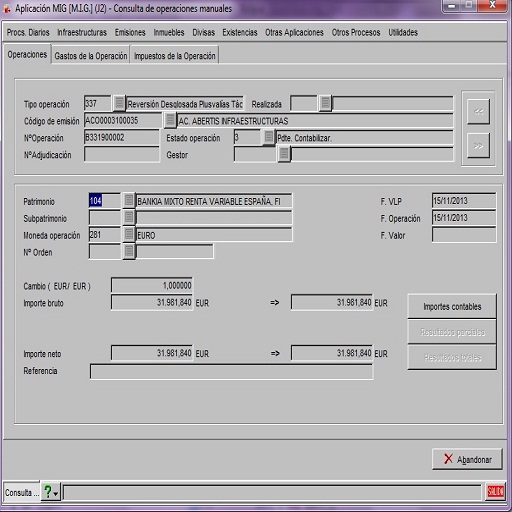 Aplicación MIG [M.I.G.] (J2) - Consulta de operaciones manuales
Procs. Diarios Infraestructuras Emisiones Inmuebles Divisas Existencias Otras Aplicaciones Otros Procesos Utilidades
Operaciones Gastos de la Operación Impuestos de la Operación
Tipo operación 337 Reversión Desglosada Plusvalías Tác Realizada
<<
Código de emisión ACO0003100035 AC. ABERTIS INFRAESTRUCTURAS
NºOperación B331900002 Estado operación 3 Pdte. Contabilizar.
>>
NºAdjudicación Gestor
Patrimonio 104 BANKIA MIXTO RENTA VARIABLE ESPAÑA, FI F. VLP 15/11/2013
Subpatrimonio F. Operación 15/11/2013
Moneda operación 281 EURO F. Valor
Nº Orden
Cambio ( EUR/ EUR ) 1,000000
Importe bruto 31.981,840 EUR => 31.981,840 EUR
Importes contables
Resultados parciales
Importe neto 31.981,840 EUR => 31.981,840 EUR
Resultados totales
Referencia
Abandonar
Consulta ... ? SALIDA